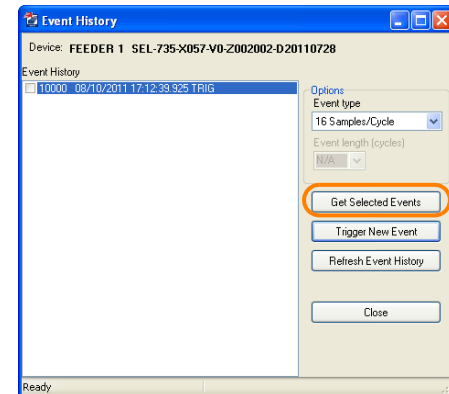 Event History
Device: FEEDER 1 SEL-735-X057-V0-Z002002-D20110728
Event History
10000 08/10/2011 17:12:39.925 TRIG
Options
Event type
16 Samples/Cycle
Event length (cycles)
N/A
Get Selected Events
Trigger New Event
Refresh Event History
Close
Ready